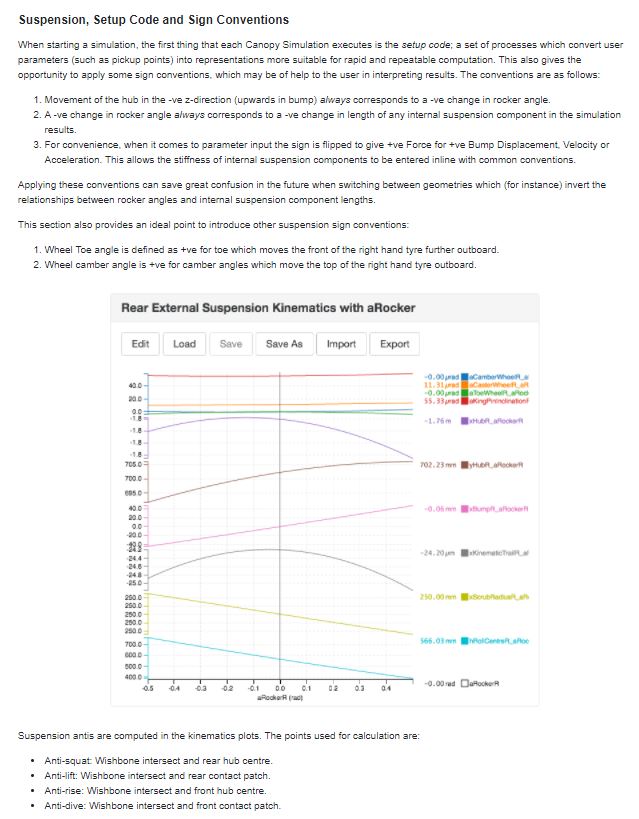 Suspension, Setup Code and Sign Conventions
When starting a simulation, the first thing that each Canopy Simulation executes is the setup code; a set of processes which convert user
parameters (such as pickup points) into representations more suitable for rapid and repeatable computation. This also gives the
opportunity to apply some sign conventions, which may be of help to the user in interpreting results. The conventions are as follows:
1. Movement of the hub in the -ve z-direction (upwards in bump) always corresponds to a -ve change in rocker angle.
2. A -ve change in rocker angle always corresponds to a -ve change in length of any internal suspension component in the simulation
results.
3. For convenience, when it comes to parameter input the sign is flipped to give +ve Force for +ve Bump Displacement, Velocity or
Acceleration. This allows the stiffness of internal suspension components to be entered inline with common conventions.
Applying these conventions can save great confusion in the future when switching between geometries which (for instance) invert the
relationships between rocker angles and internal suspension component lengths.
This section also provides an ideal point to introduce other suspension sign conventions:
1. Wheel Toe angle is defined as +ve for toe which moves the front of the right hand tyre further outboard.
2. Wheel camber angle is +ve for camber angles which move the top of the right hand tyre outboard.
Rear External Suspension Kinematics with aRocker
Edit Load Save Save As Import Export
40.0
20.0
0.0
-1.8
-1.8
-1.8
-1.8
705.0
700.0
695.0
40.0
20.0
0.0
-20.0
-40.0
-24.2
-24.4
-24.6
-24.8
-25.0
250.0
250.0
250.0
250.0
250.0
700.0
600.0
500.0
400.0
-0.5 -0.4 -0.3 -0.2 -0.1 0.0 0.1 0.2 0.3 0.4
aRockerR (rad)
-0.00 µrad
11.31 µrad
-0.00 µrad
55.33 µrad
-1.76 m xHubR_aRockerR
702.23 mm yHubR_aRockerR
-0.06 mm xBumpR_aRockerR
-24.20 µm
250.00 mm
566.03 mm
-0.00 rad aRockerR
Suspension antis are computed in the kinematics plots. The points used for calculation are:
• Anti-squat: Wishbone intersect and rear hub centre.
• Anti-lift: Wishbone intersect and rear contact patch.
• Anti-rise: Wishbone intersect and front hub centre.
• Anti-dive: Wishbone intersect and front contact patch.